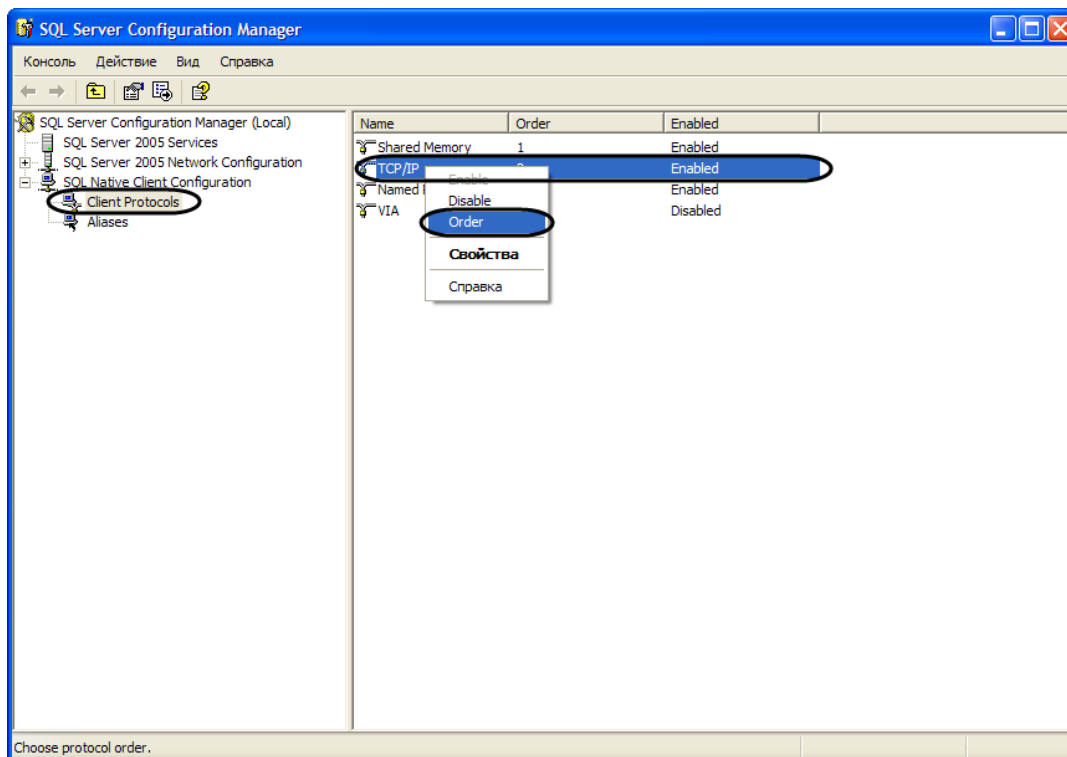 SQL Server Configuration Manager
Консоль Действие Вид Справка
SQL Server Configuration Manager (Local)
SQL Server 2005 Services
SQL Server 2005 Network Configuration
SQL Native Client Configuration
Client Protocols
Aliases
Name Order Enabled
Shared Memory 1 Enabled
TCP/IP Enabled
Named Enabled
VIA Disabled
Enable
Disable
Order
Свойства
Справка
Choose protocol order.